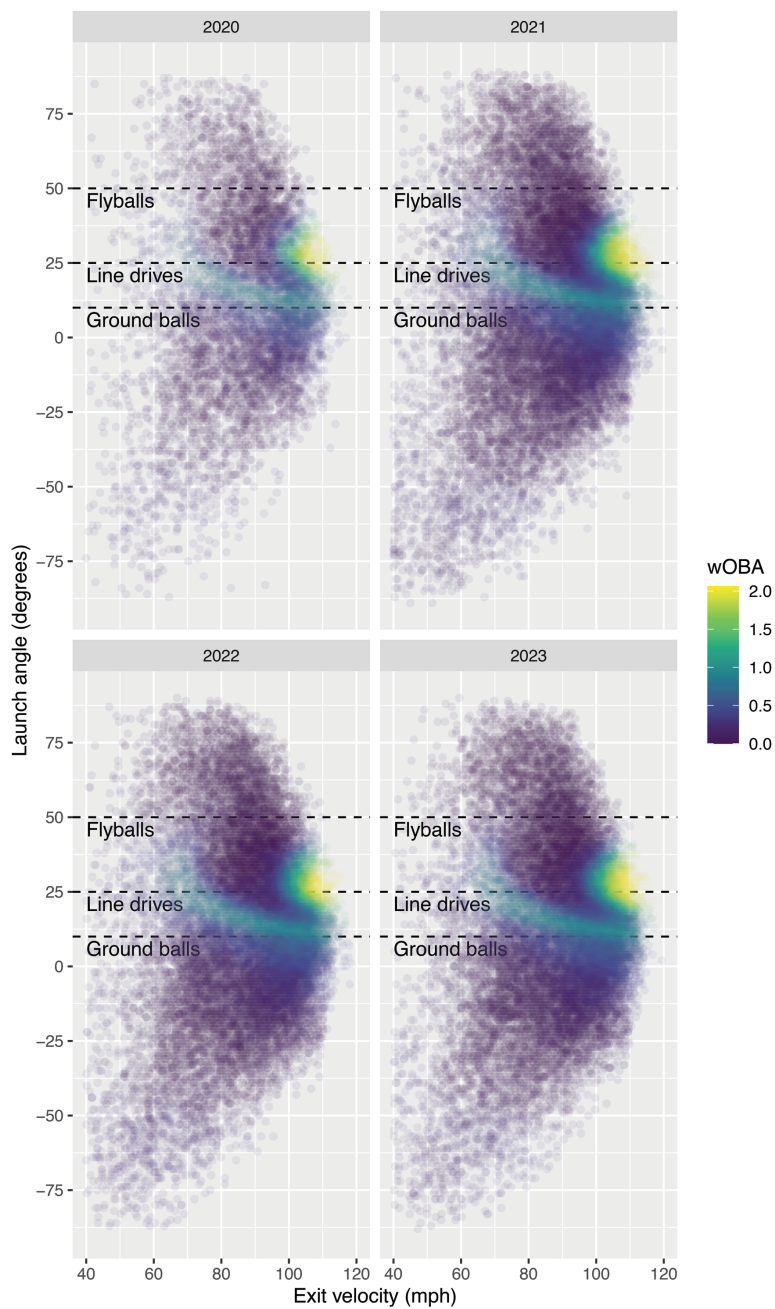 2020
2021
75
50
25
0
−25
−50
−75
Flyballs
Line drives
Ground balls
Flyballs
Line drives
Ground balls
Launch angle (degrees)
wOBA
2.0
1.5
1.0
0.5
0.0
2022
2023
75
50
25
0
−25
−50
−75
Flyballs
Line drives
Ground balls
Flyballs
Line drives
Ground balls
40 60 80 100 120
40 60 80 100 120
Exit velocity (mph)